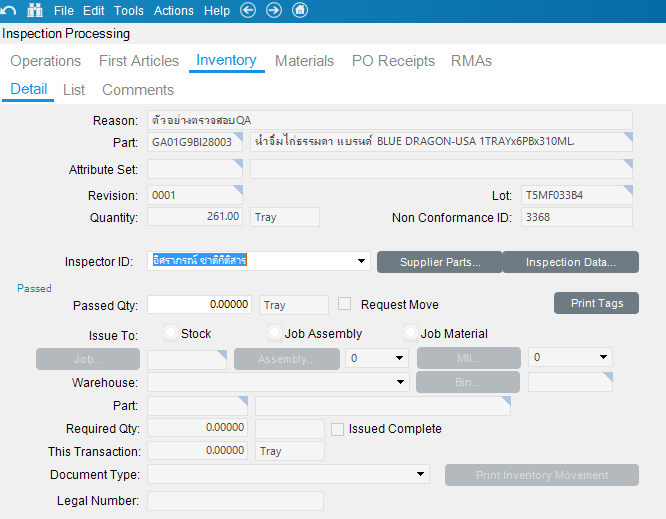 File Edit Tools Actions Help
Inspection Processing
Operations First Articles Inventory Materials PO Receipts RMAs
Detail List Comments
Reason: ตัวอย่างตรวจสอบQA
Part: GA01G9BI28003 น้ำจิ้มไก่ธรรมดา แบรนด์ BLUE DRAGON-USA 1TRAYx6PBx310ML.
Attribute Set:
Revision: 0001 Lot: T5MF033B4
Quantity: 261.00 Tray Non Conformance ID: 3368
Inspector ID: อิศราภรณ์ ชาติกิติสาร Supplier Parts... Inspection Data...
Passed
Passed Qty: 0.00000 Tray Request Move Print Tags
Issue To: Stock Job Assembly Job Material
Job... Assembly... 0 Mtl... 0
Warehouse: Bin...
Part:
Required Qty: 0.00000 Issued Complete
This Transaction: 0.00000 Tray
Document Type: Print Inventory Movement
Legal Number: